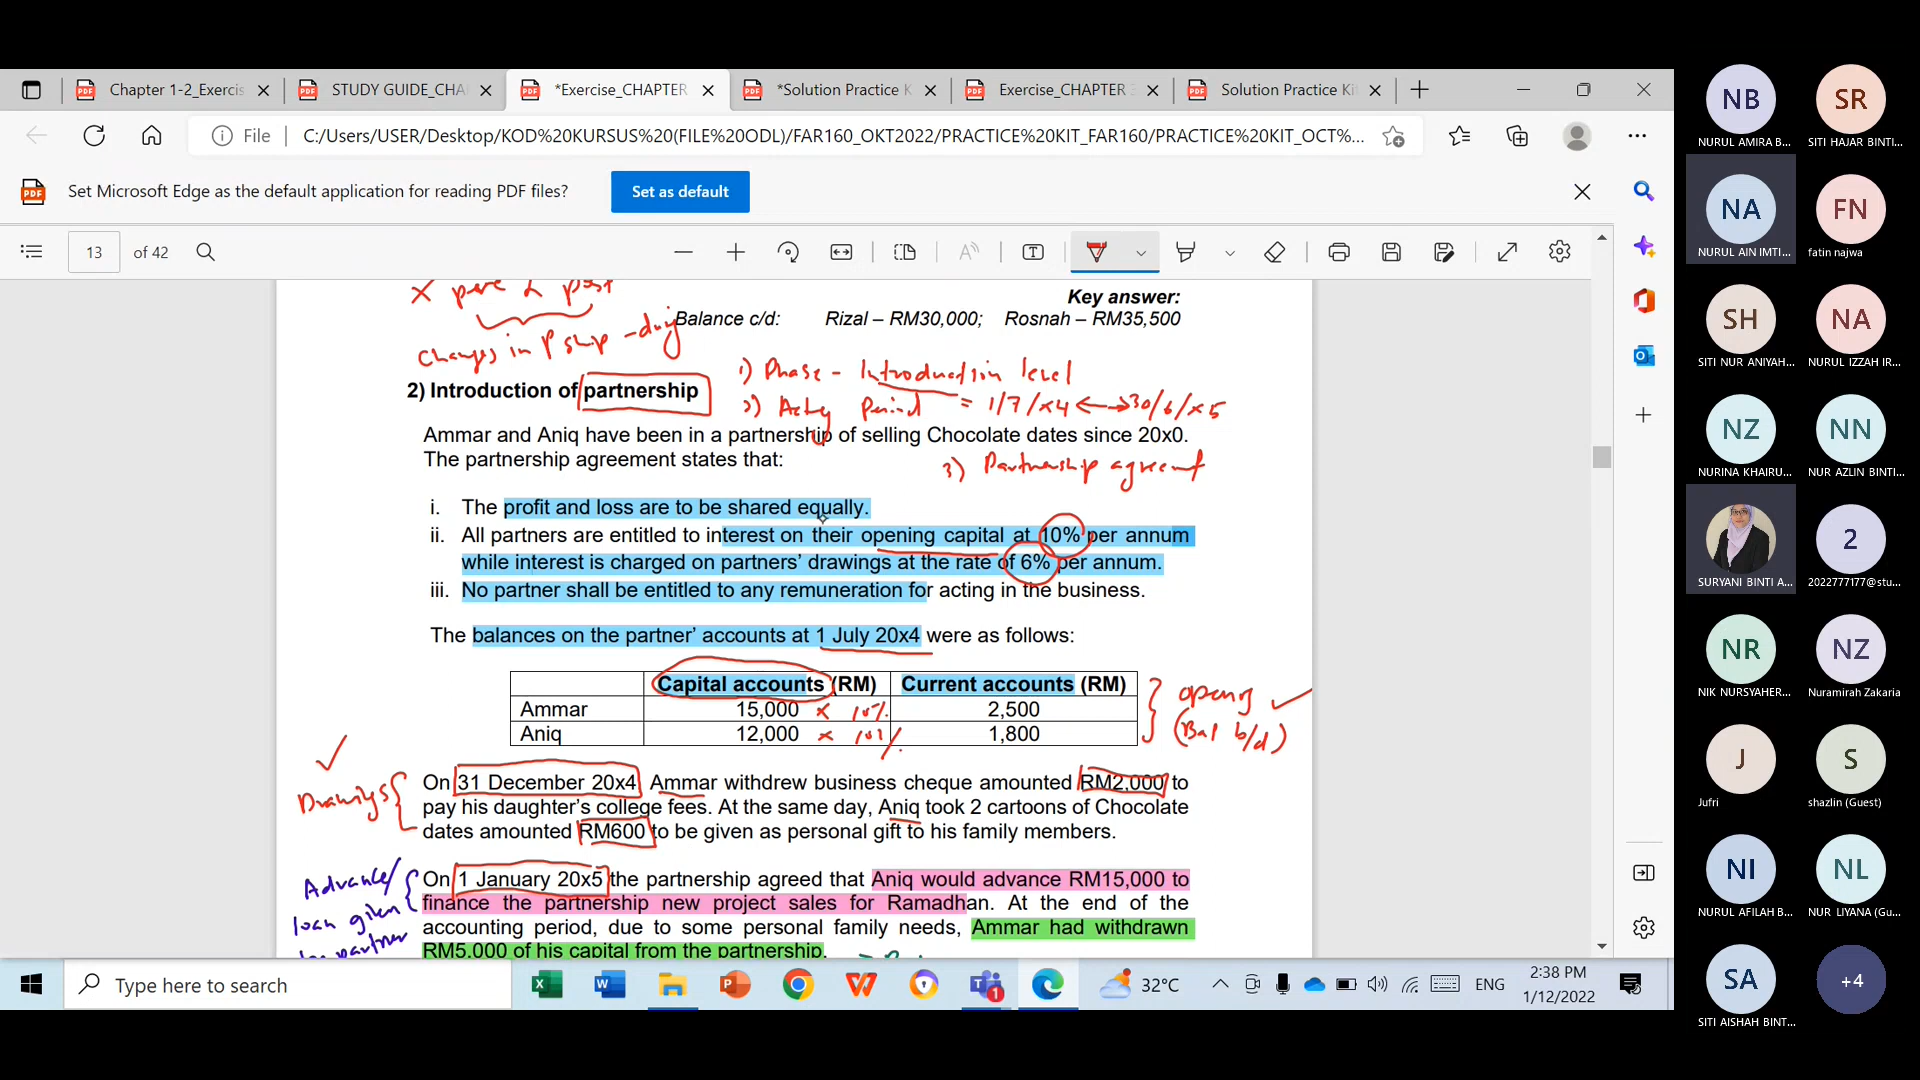 Chapter 1-2_Exercis
STUDY GUIDE_CHA
*Exercise_CHAPTER
*Solution Practice K
Exercise_CHAPTER 3
Solution Practice Ki
File
C:/Users/USER/Desktop/KOD%20KURSUS%20(FILE%20ODL)/FAR160_OKT2022/PRACTICE%20KIT_FAR160/PRACTICE%20KIT_OCT%...
Set Microsoft Edge as the default application for reading PDF files?
Set as default
13 of 42
X pure & past
Key answer:
Balance c/d: Rizal – RM30,000; Rosnah – RM35,500
changes in P'ship -
1) Phase - Introduction level
2) Introduction of partnership
2) Actg Period = 1/7/x4 ↔ 30/6/x5
Ammar and Aniq have been in a partnership of selling Chocolate dates since 20x0.
The partnership agreement states that:
3) Partnership agreemt
i. The profit and loss are to be shared equally.
ii. All partners are entitled to interest on their opening capital at 10% per annum
while interest is charged on partners' drawings at the rate of 6% per annum.
iii. No partner shall be entitled to any remuneration for acting in the business.
The balances on the partner' accounts at 1 July 20x4 were as follows:
Capital accounts (RM) Current accounts (RM)
Ammar 15,000 x 10% 2,500
Aniq 12,000 x 10% 1,800
opening ✓
(Bal b/d)
On 31 December 20x4 Ammar withdrew business cheque amounted RM2,000 to
Drawings
pay his daughter's college fees. At the same day, Aniq took 2 cartoons of Chocolate
dates amounted RM600 to be given as personal gift to his family members.
Advance/
loan given
by partner
On 1 January 20x5 the partnership agreed that Aniq would advance RM15,000 to
finance the partnership new project sales for Ramadhan. At the end of the
accounting period, due to some personal family needs, Ammar had withdrawn
RM5,000 of his capital from the partnership.
Type here to search
1
32°C
ENG
2:38 PM
1/12/2022
NB
NURUL AMIRA B...
SR
SITI HAJAR BINTI...
NA
NURUL AIN IMTI...
FN
fatin najwa
SH
SITI NUR ANIYAH...
NA
NURUL IZZAH IR...
NZ
NURINA KHAIRU...
NN
NUR AZLIN BINTI...
SURYANI BINTI A...
2
2022777177@stu...
NR
NIK NURSYAHER...
NZ
Nuramirah Zakaria
J
Jufri
S
shazlin (Guest)
NI
NURUL AFILAH B...
NL
NUR LIYANA (Gu...
SA
SITI AISHAH BINT...
+4